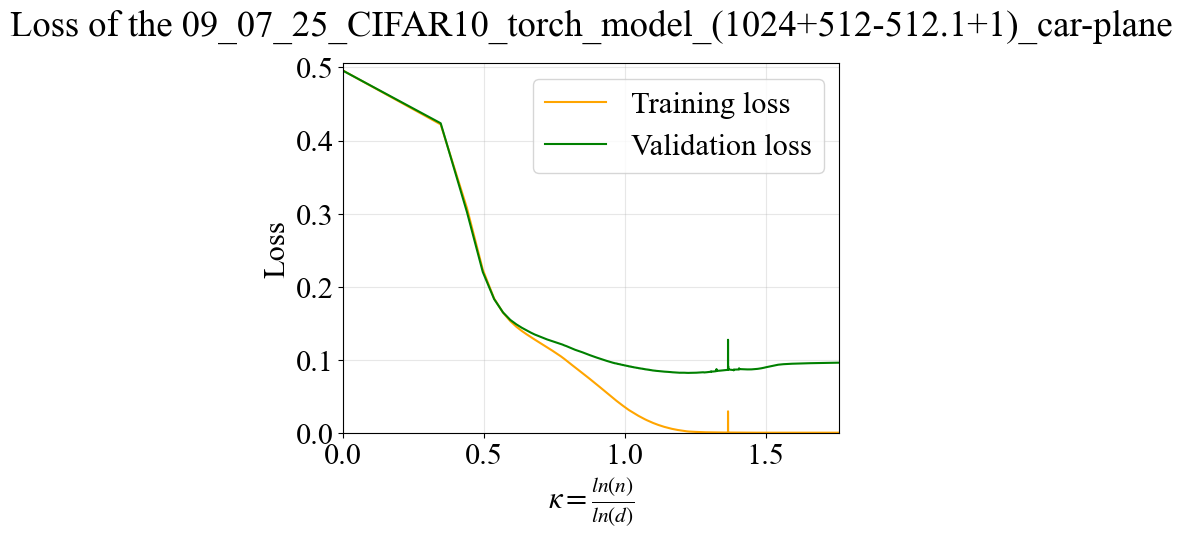 Loss of the 09_07_25_CIFAR10_torch_model_(1024+512-512.1+1)_car-plane
0.5
0.4
0.3
0.2
0.1
0.0
Loss
Training loss
Validation loss
0.0 0.5 1.0 1.5
κ = ln(n)/ln(d)